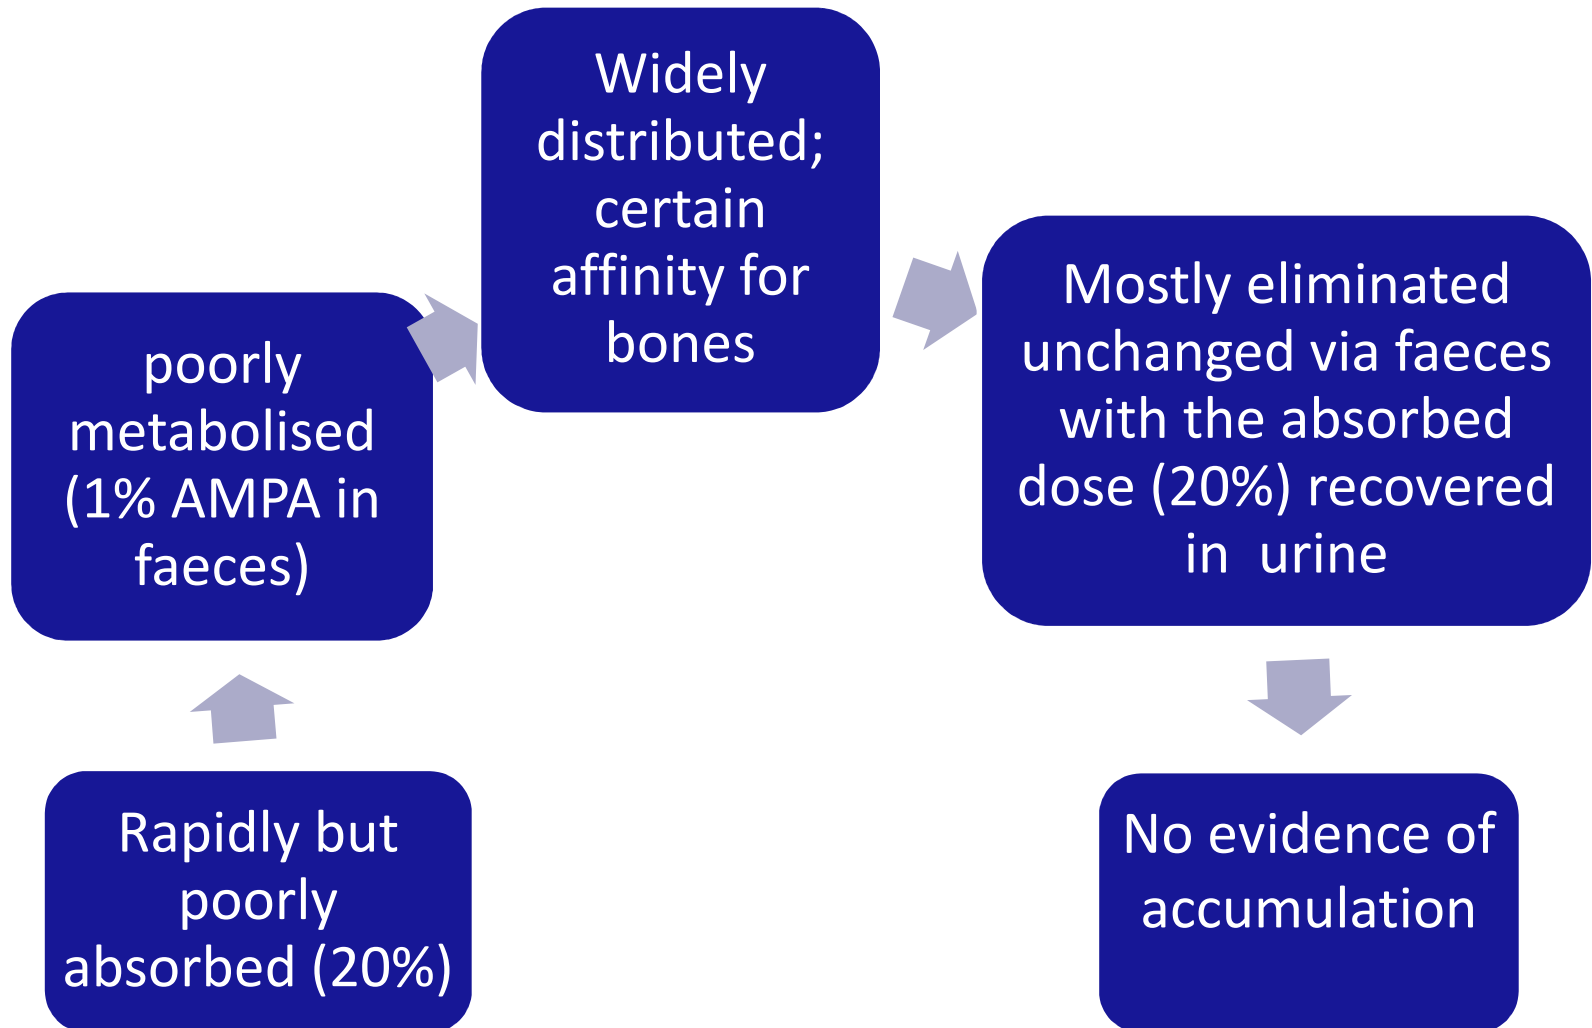 Rapidly but
poorly
absorbed (20%)
poorly
metabolised
(1% AMPA in
faeces)
Widely
distributed;
certain
affinity for
bones
Mostly eliminated
unchanged via faeces
with the absorbed
dose (20%) recovered
in  urine
No evidence of
accumulation